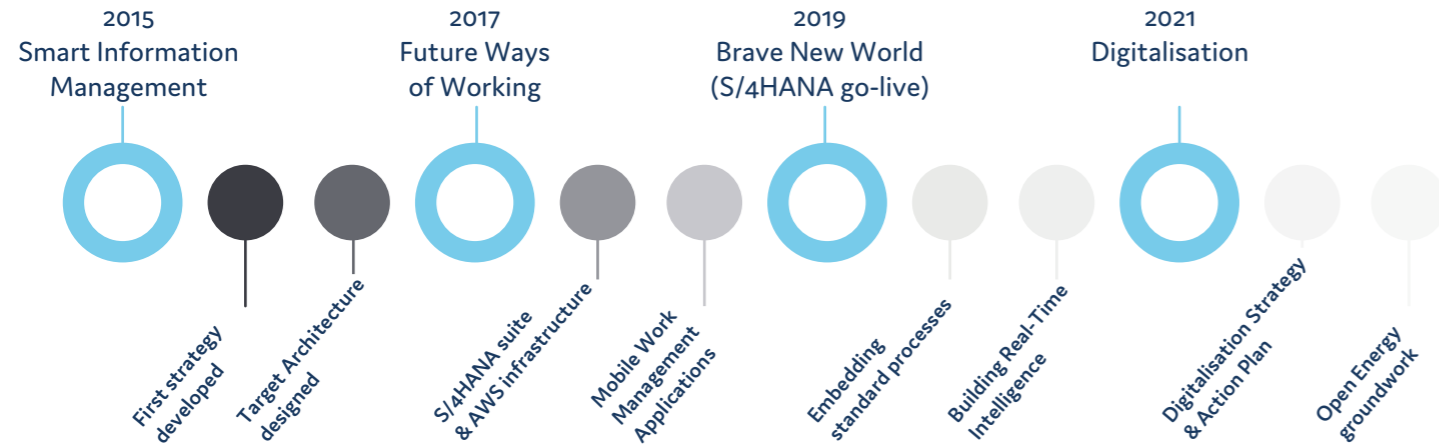 2015
Smart Information
Management
2017
Future Ways
of Working
2019
Brave New World
(S/4HANA go-live)
2021
Digitalisation
First strategy
developed
Target Architecture
designed
S/4HANA suite
& AWS infrastructure
Mobile Work
Management
Applications
Embedding
standard processes
Building Real-Time
Intelligence
Digitalisation Strategy
& Action Plan
Open Energy
groundwork